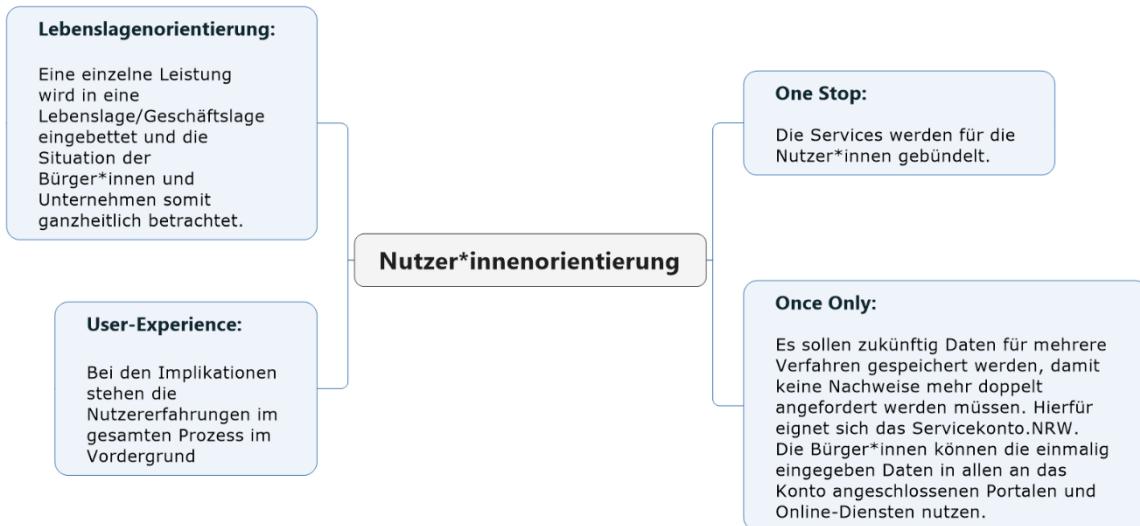 Lebenslagenorientierung:
Eine einzelne Leistung
wird in eine
Lebenslage/Geschäftslage
eingebettet und die
Situation der
Bürger*innen und
Unternehmen somit
ganzheitlich betrachtet.
User-Experience:
Bei den Implikationen
stehen die
Nutzererfahrungen im
gesamten Prozess im
Vordergrund
Nutzer*innenorientierung
One Stop:
Die Services werden für die
Nutzer*innen gebündelt.
Once Only:
Es sollen zukünftig Daten für mehrere
Verfahren gespeichert werden, damit
keine Nachweise mehr doppelt
angefordert werden müssen. Hierfür
eignet sich das Servicekonto.NRW.
Die Bürger*innen können die einmalig
eingegeben Daten in allen an das
Konto angeschlossenen Portalen und
Online-Diensten nutzen.